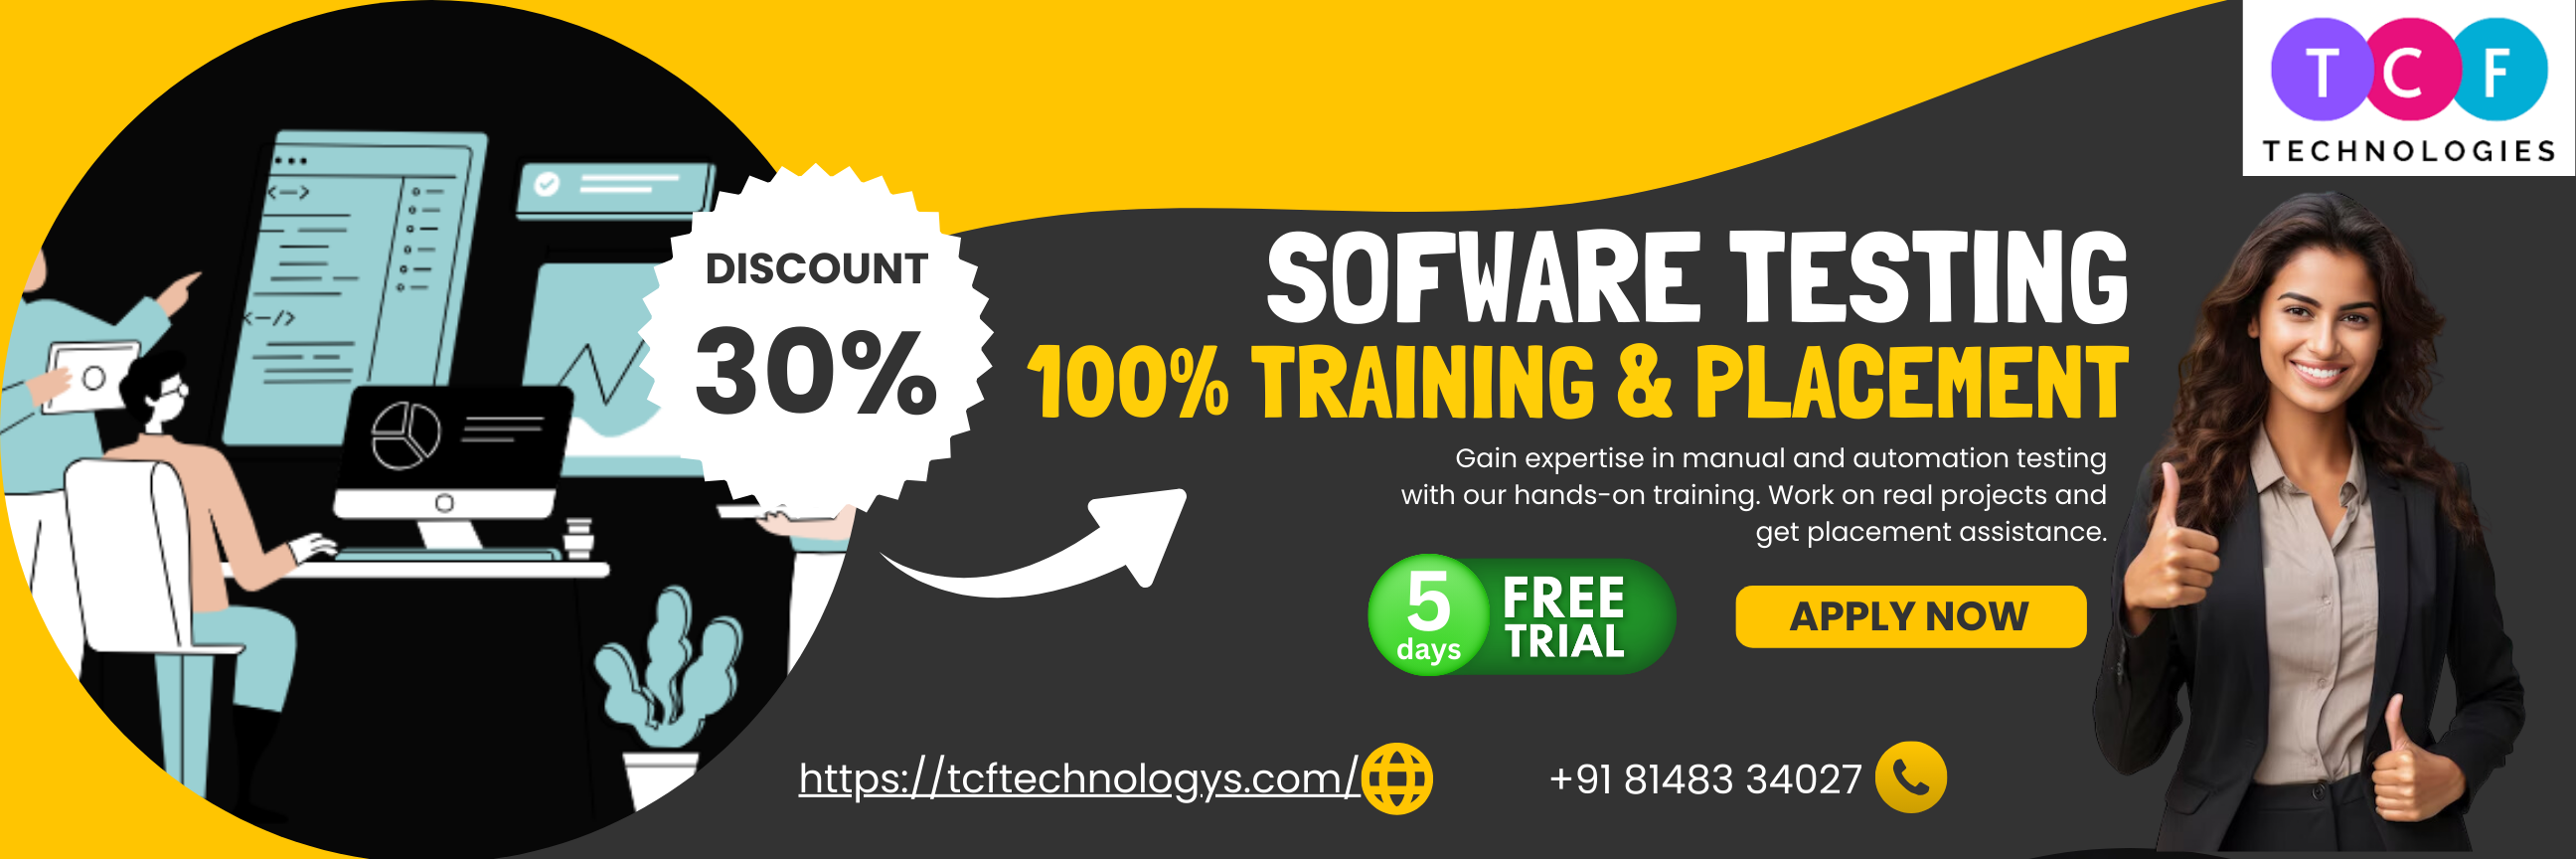 T C F
TECHNOLOGIES
<-->
<-/>
DISCOUNT
30%
SOFWARE TESTING
100% TRAINING & PLACEMENT
Gain expertise in manual and automation testing
with our hands-on training. Work on real projects and
get placement assistance.
5
days
FREE
TRIAL
APPLY NOW
https://tcftechnologys.com/
+91 81483 34027